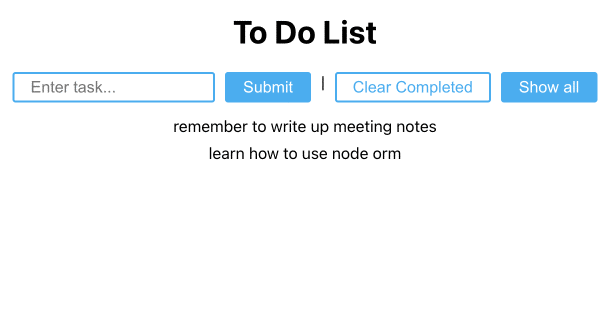 To Do List
Enter task... Submit | Clear Completed Show all
remember to write up meeting notes
learn how to use node orm